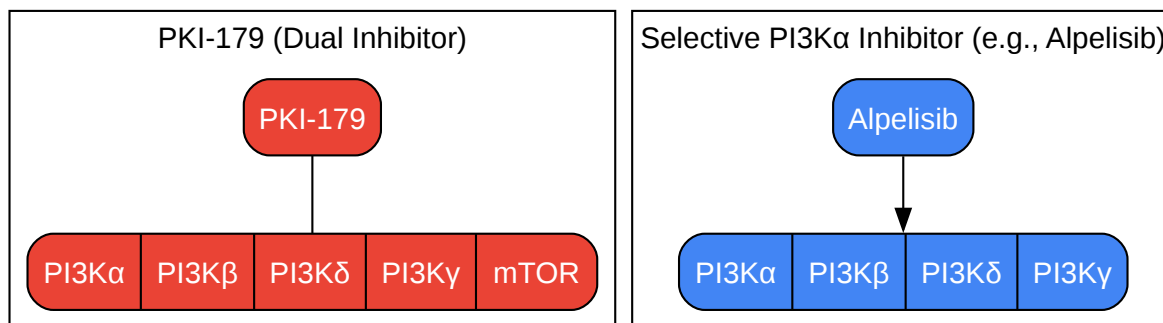 PKI-179 (Dual Inhibitor)
PKI-179
PI3Kα PI3Kβ PI3Kδ PI3Kγ mTOR
Selective PI3Kα Inhibitor (e.g., Alpelisib)
Alpelisib
PI3Kα PI3Kβ PI3Kδ PI3Kγ